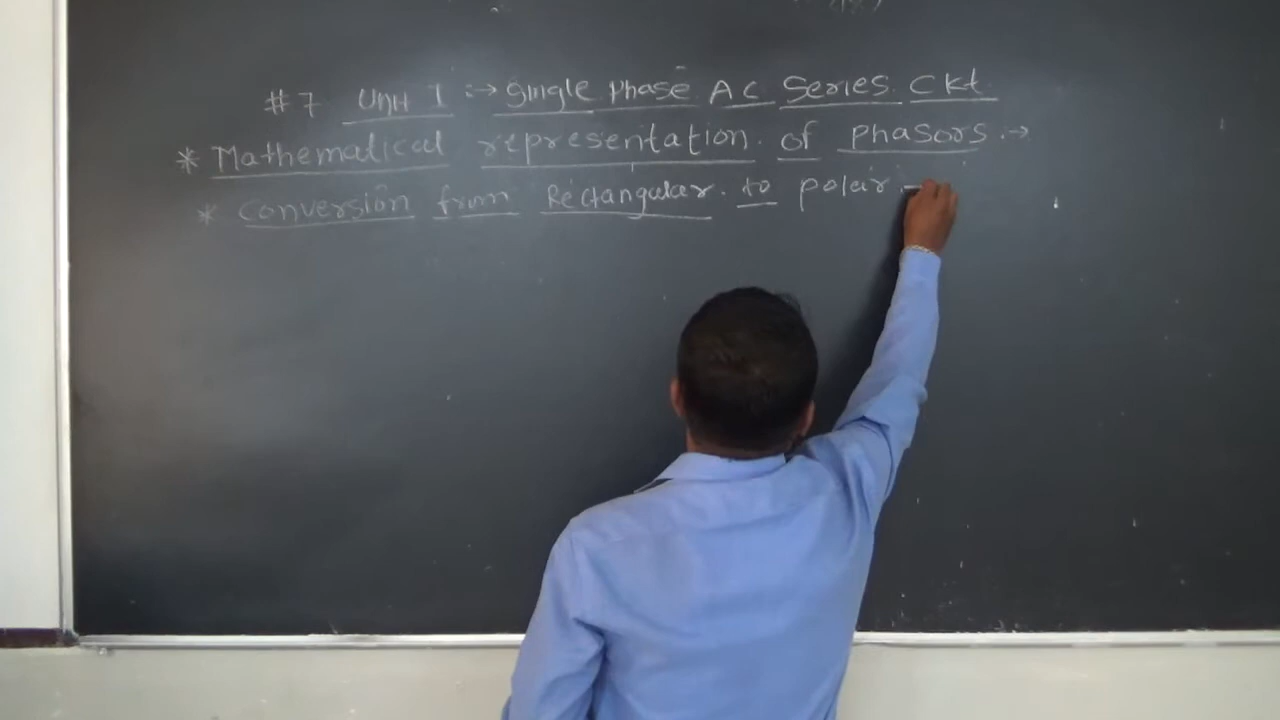 #7 Unit I :→ Single Phase AC Series Ckt
* Mathematical representation of Phasors :→
* Conversion from Rectangular to polar -